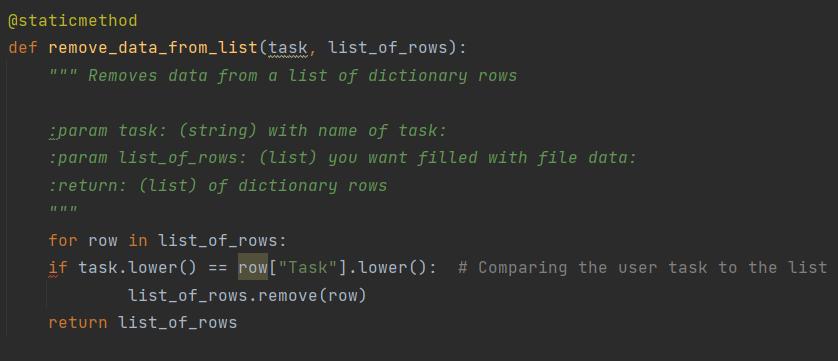 @staticmethod
def remove_data_from_list(task, list_of_rows):
    """ Removes data from a list of dictionary rows

    :param task: (string) with name of task:
    :param list_of_rows: (list) you want filled with file data:
    :return: (list) of dictionary rows
    """
    for row in list_of_rows:
    if task.lower() == row["Task"].lower():  # Comparing the user task to the list
            list_of_rows.remove(row)
    return list_of_rows